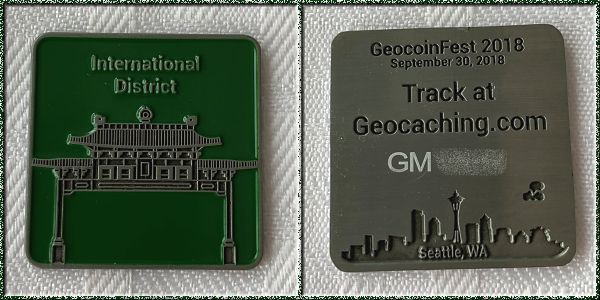 International
District
GeocoinFest 2018
September 30, 2018
Track at
Geocaching.com
GM
Seattle, WA